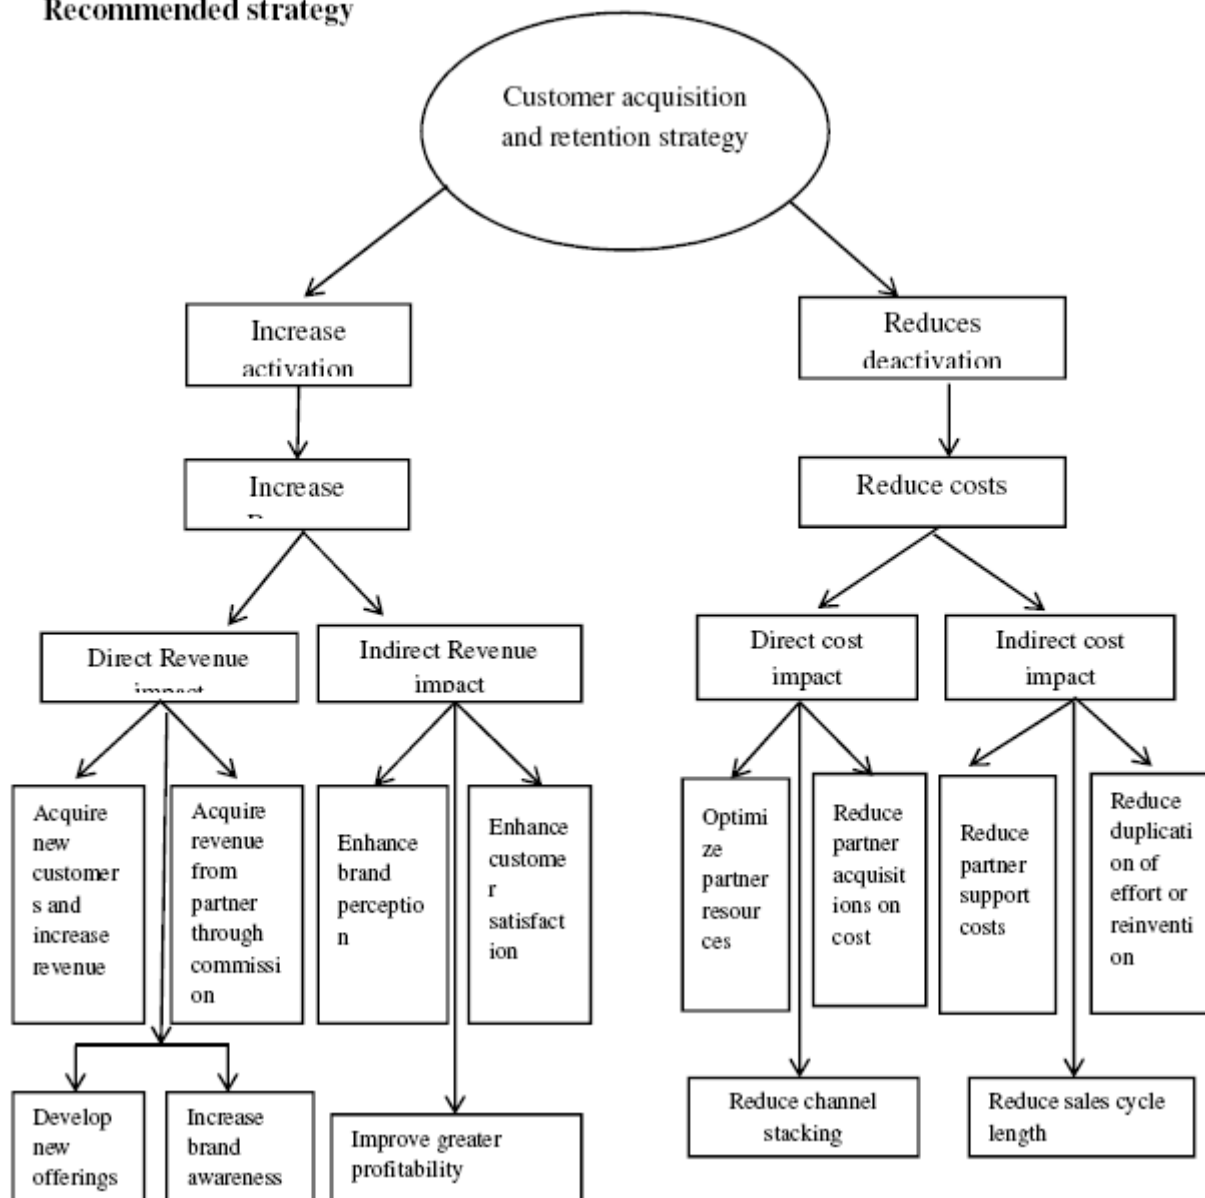 Recommended strategy
Customer acquisition
and retention strategy
Increase
activation
Reduces
deactivation
Increase
Reduce costs
Direct Revenue
impact
Indirect Revenue
impact
Direct cost
impact
Indirect cost
impact
Acquire
new
customer
s and
increase
revenue
Acquire
revenue
from
partner
through
commissi
on
Enhance
brand
perceptio
n
Enhance
custome
r
satisfact
ion
Optimi
ze
partner
resour
ces
Reduce
partner
acquisit
ions on
cost
Reduce
partner
support
costs
Reduce
duplicati
on of
effort or
reinventi
on
Develop
new
offerings
Increase
brand
awareness
Improve greater
profitability
Reduce channel
stacking
Reduce sales cycle
length